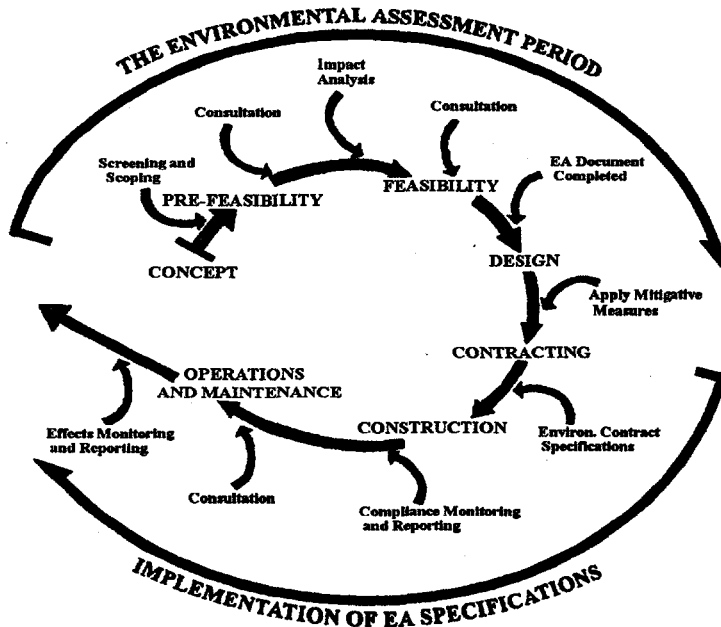 THE ENVIRONMENTAL ASSESSMENT PERIOD
Impact
Analysis
Consultation
Consultation
Screening and
Scoping
EA Document
Completed
PRE-FEASIBILITY
FEASIBILITY
CONCEPT
DESIGN
Apply Mitigative
Measures
CONTRACTING
OPERATIONS
AND MAINTENANCE
CONSTRUCTION
Environ. Contract
Specifications
Effects Monitoring
and Reporting
Consultation
Compliance Monitoring
and Reporting
IMPLEMENTATION OF EA SPECIFICATIONS